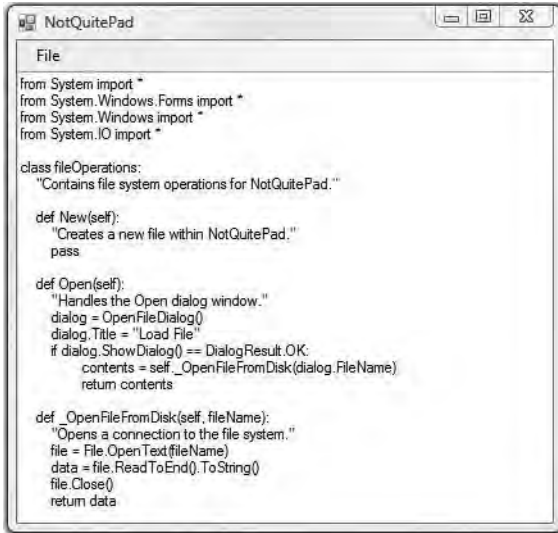 NotQuitePad
File
from System import *
from System.Windows.Forms import *
from System.Windows import *
from System.IO import *
class fileOperations:
"Contains file system operations for NotQuitePad."
def New(self):
"Creates a new file within NotQuitePad."
pass
def Open(self):
"Handles the Open dialog window."
dialog = OpenFileDialog()
dialog.Title = "Load File"
if dialog.ShowDialog() == DialogResult.OK:
contents = self._OpenFileFromDisk(dialog.FileName)
return contents
def _OpenFileFromDisk(self, fileName):
"Opens a connection to the file system."
file = File.OpenText(fileName)
data = file.ReadToEnd().ToString()
file.Close()
return data